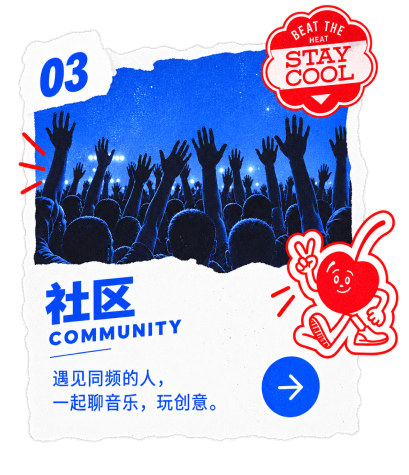 03
BEAT THE
HEAT
STAY
COOL
社区
COMMUNITY
遇见同频的人，
一起聊音乐，玩创意。